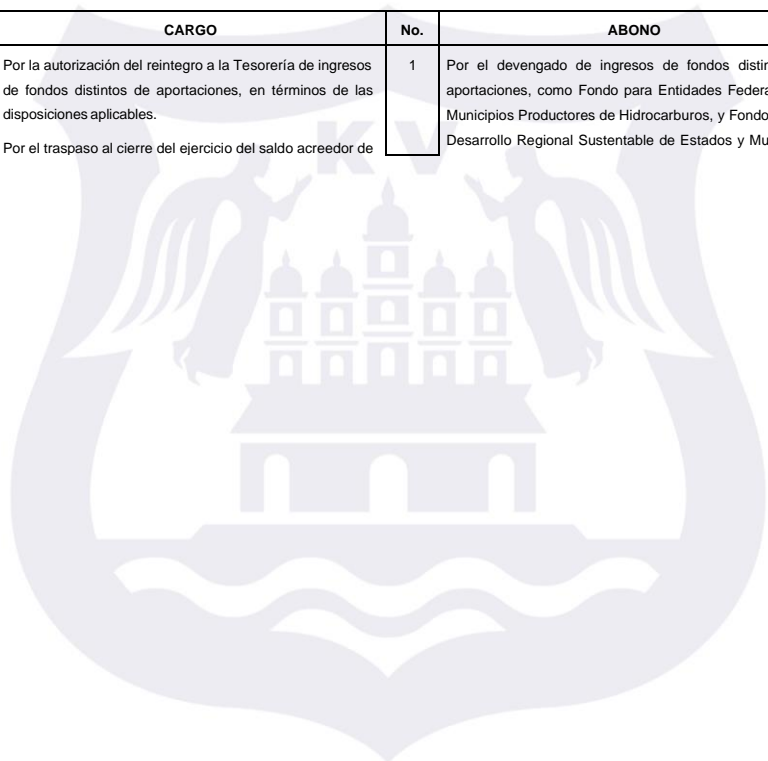 CARGO
No.
ABONO
Por la autorización del reintegro a la Tesorería de ingresos
de fondos distintos de aportaciones, en términos de las
disposiciones aplicables.
Por el traspaso al cierre del ejercicio del saldo acreedor de
1
Por el devengado de ingresos de fondos
aportaciones, como Fondo para Entidades
Municipios Productores de Hidrocarburos, y
Desarrollo Regional Sustentable de Estados y
KV